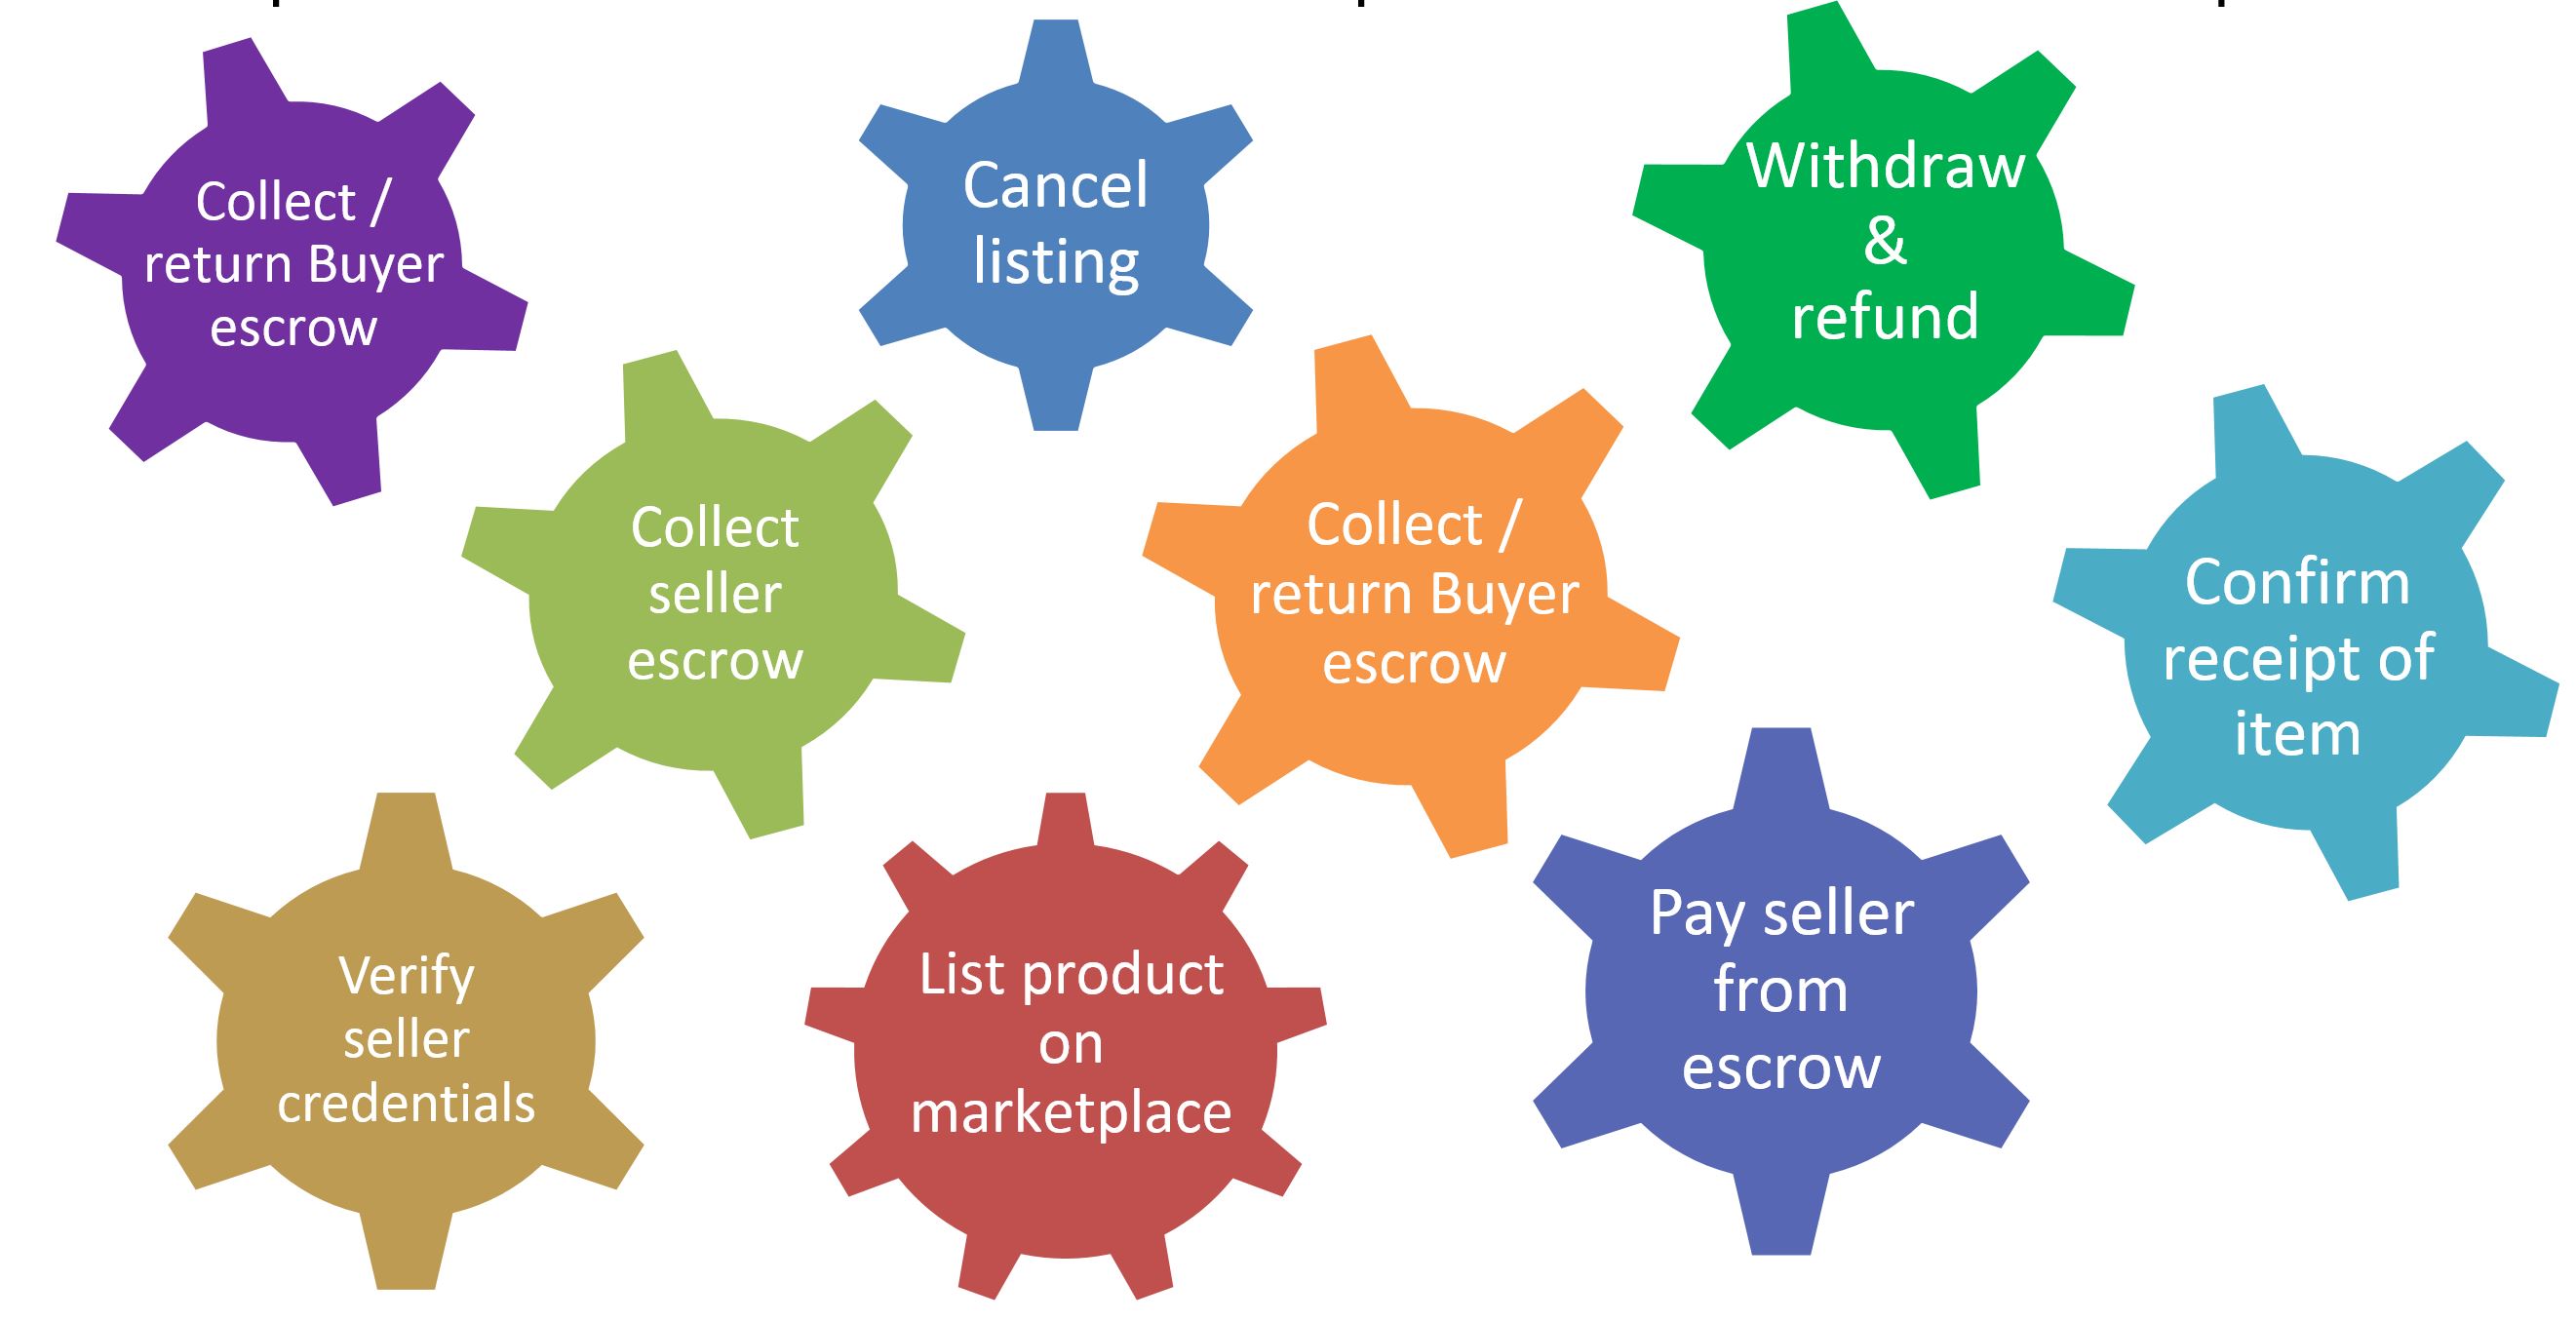 Collect /
return Buyer
escrow
Cancel
listing
Withdraw
&
refund
Collect
seller
escrow
Collect /
return Buyer
escrow
Confirm
receipt of
item
Verify
seller
credentials
List product
on
marketplace
Pay seller
from
escrow